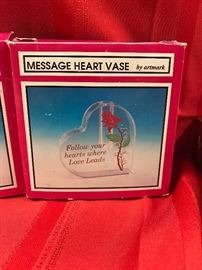 MESSAGE HEART VASE by artmark
Follow your
hearts where
Love Leads